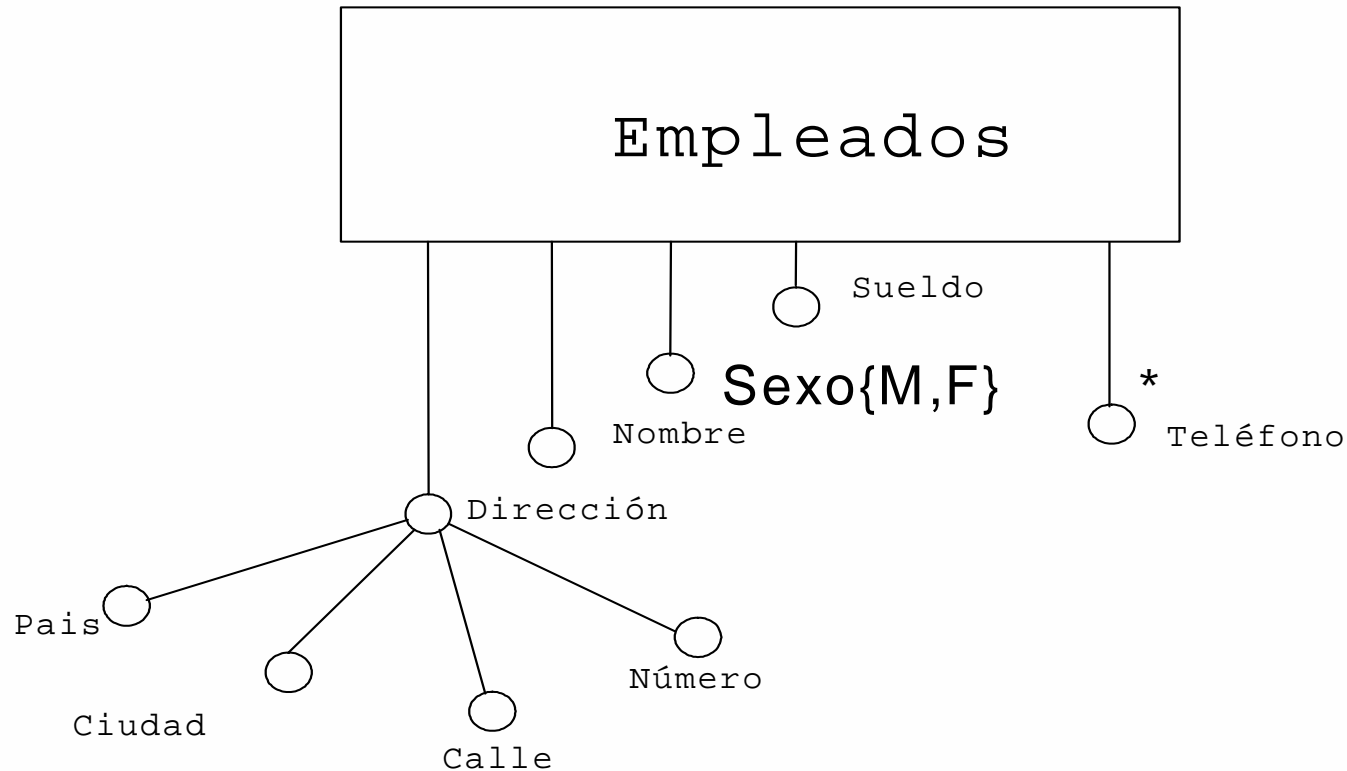 Empleados
Sueldo
Sexo{M,F}
*
Nombre
Teléfono
Dirección
Pais
Número
Ciudad
Calle